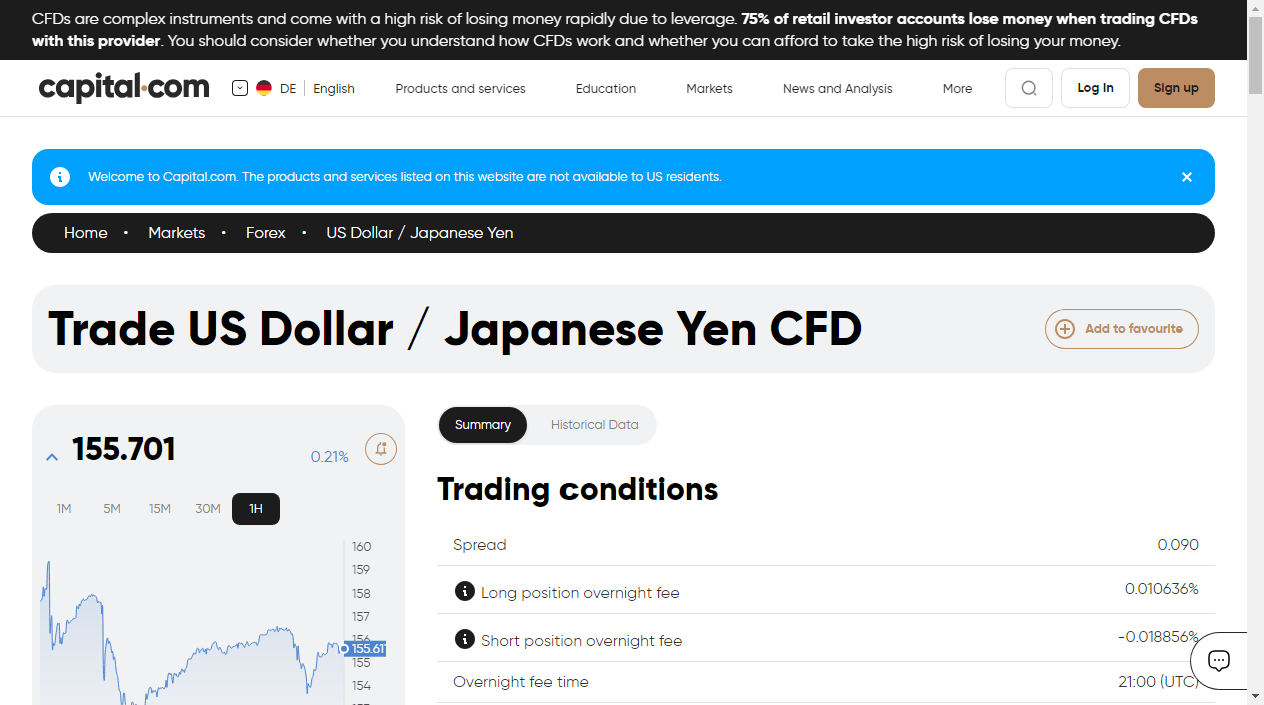 CFDs are complex instruments and come with a high risk of losing money rapidly due to leverage. 75% of retail investor accounts lose money when trading CFDs
with this provider. You should consider whether you understand how CFDs work and whether you can afford to take the high risk of losing your money.
capital.com DE English Products and services Education Markets News and Analysis More Log In Sign up
Welcome to Capital.com. The products and services listed on this website are not available to US residents.
Home • Markets • Forex • US Dollar / Japanese Yen
Trade US Dollar / Japanese Yen CFD
Add to favourite
155.701
0.21%
1M 5M 15M 30M 1H
160
159
158
157
156
155.61
155
154
Summary Historical Data
Trading conditions
Spread 0.090
Long position overnight fee 0.010636%
Short position overnight fee -0.018856%
Overnight fee time 21:00 (UTC)